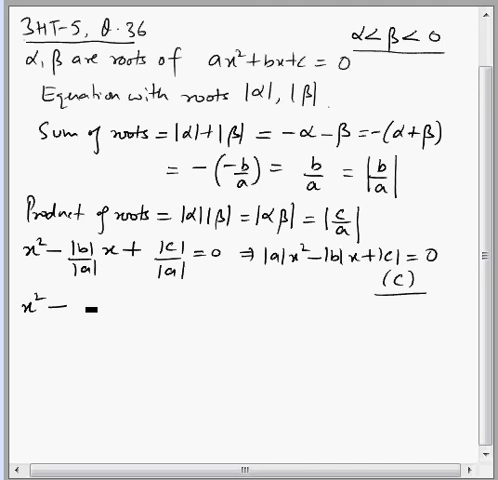 3HT-5, Q.36
α < β < 0
α, β are roots of ax² + bx + c = 0
Equation with roots |α|, |β|.
Sum of roots = |α| + |β| = -α - β = -(α+β)
= -(-b/a) = b/a = |b/a|
Product of roots = |α||β| = |αβ| = |c/a|
x² - |b|/|a| x + |c|/|a| = 0 ⇒ |a|x² - |b|x + |c| = 0
(C)
x² -